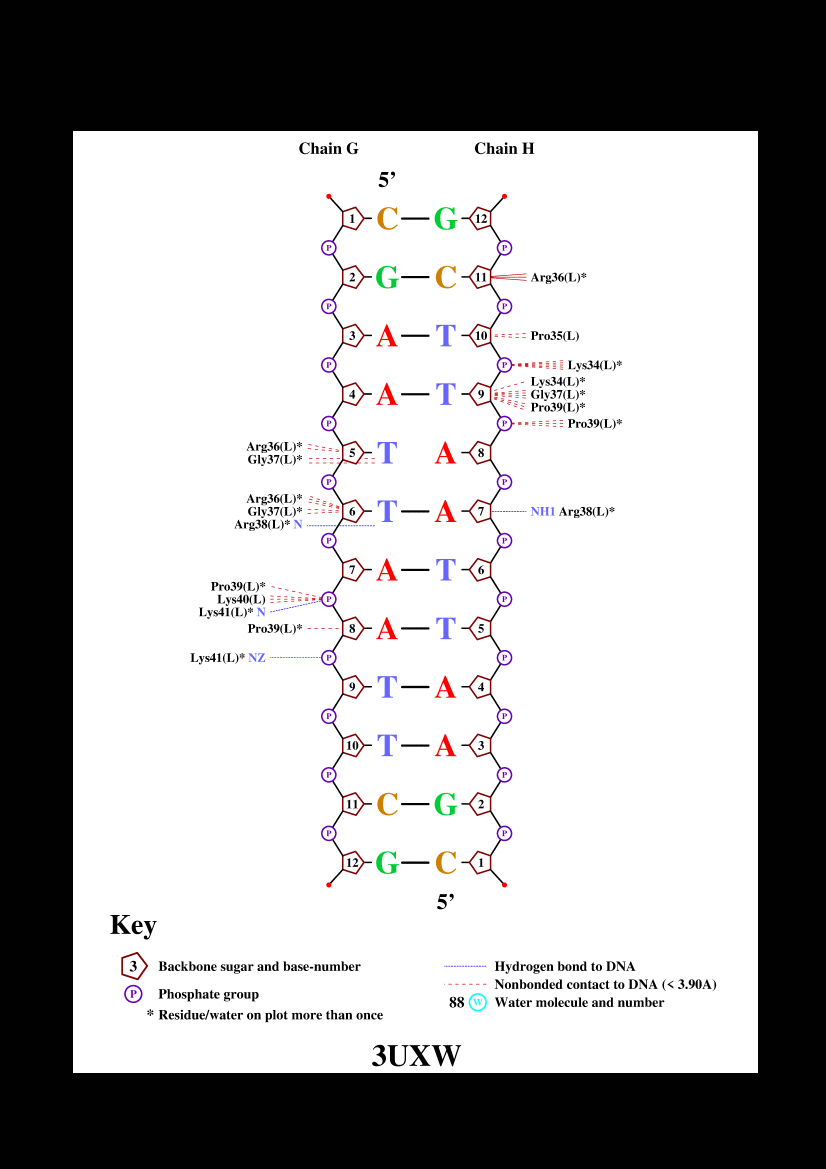 Chain G Chain H
5’
1 C G 12
P P
2 G C 11 Arg36(L)*
P P
3 A T 10 Pro35(L)
P P Lys34(L)*
Lys34(L)*
4 A T 9 Gly37(L)*
Pro39(L)*
P P Pro39(L)*
Arg36(L)*
5 T A 8
Gly37(L)*
P P
Arg36(L)*
Gly37(L)* 6 T A 7 NH1 Arg38(L)*
Arg38(L)* N
P P
7 A T 6
Pro39(L)*
Lys40(L) P P
Lys41(L)* N
Pro39(L)* 8 A T 5
Lys41(L)* NZ P P
9 T A 4
P P
10 T A 3
P P
11 C G 2
P P
12 G C 1
5’
Key
3 Backbone sugar and base-number
P Phosphate group
* Residue/water on plot more than once
Hydrogen bond to DNA
Nonbonded contact to DNA (< 3.90A)
88 W Water molecule and number
3UXW